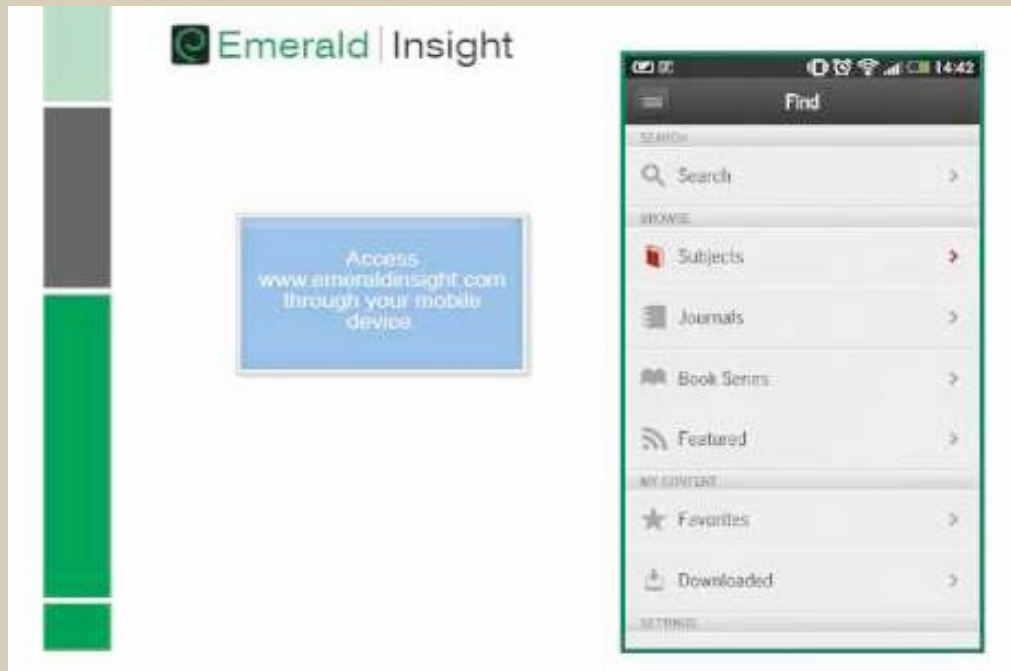 Emerald | Insight
Access
www.emeraldinsight.com
through your mobile
device
14:42
Find
SEARCH
Search
BROWSE
Subjects
Journals
Book Series
Featured
MY CONTENT
Favorites
Downloaded
SETTINGS